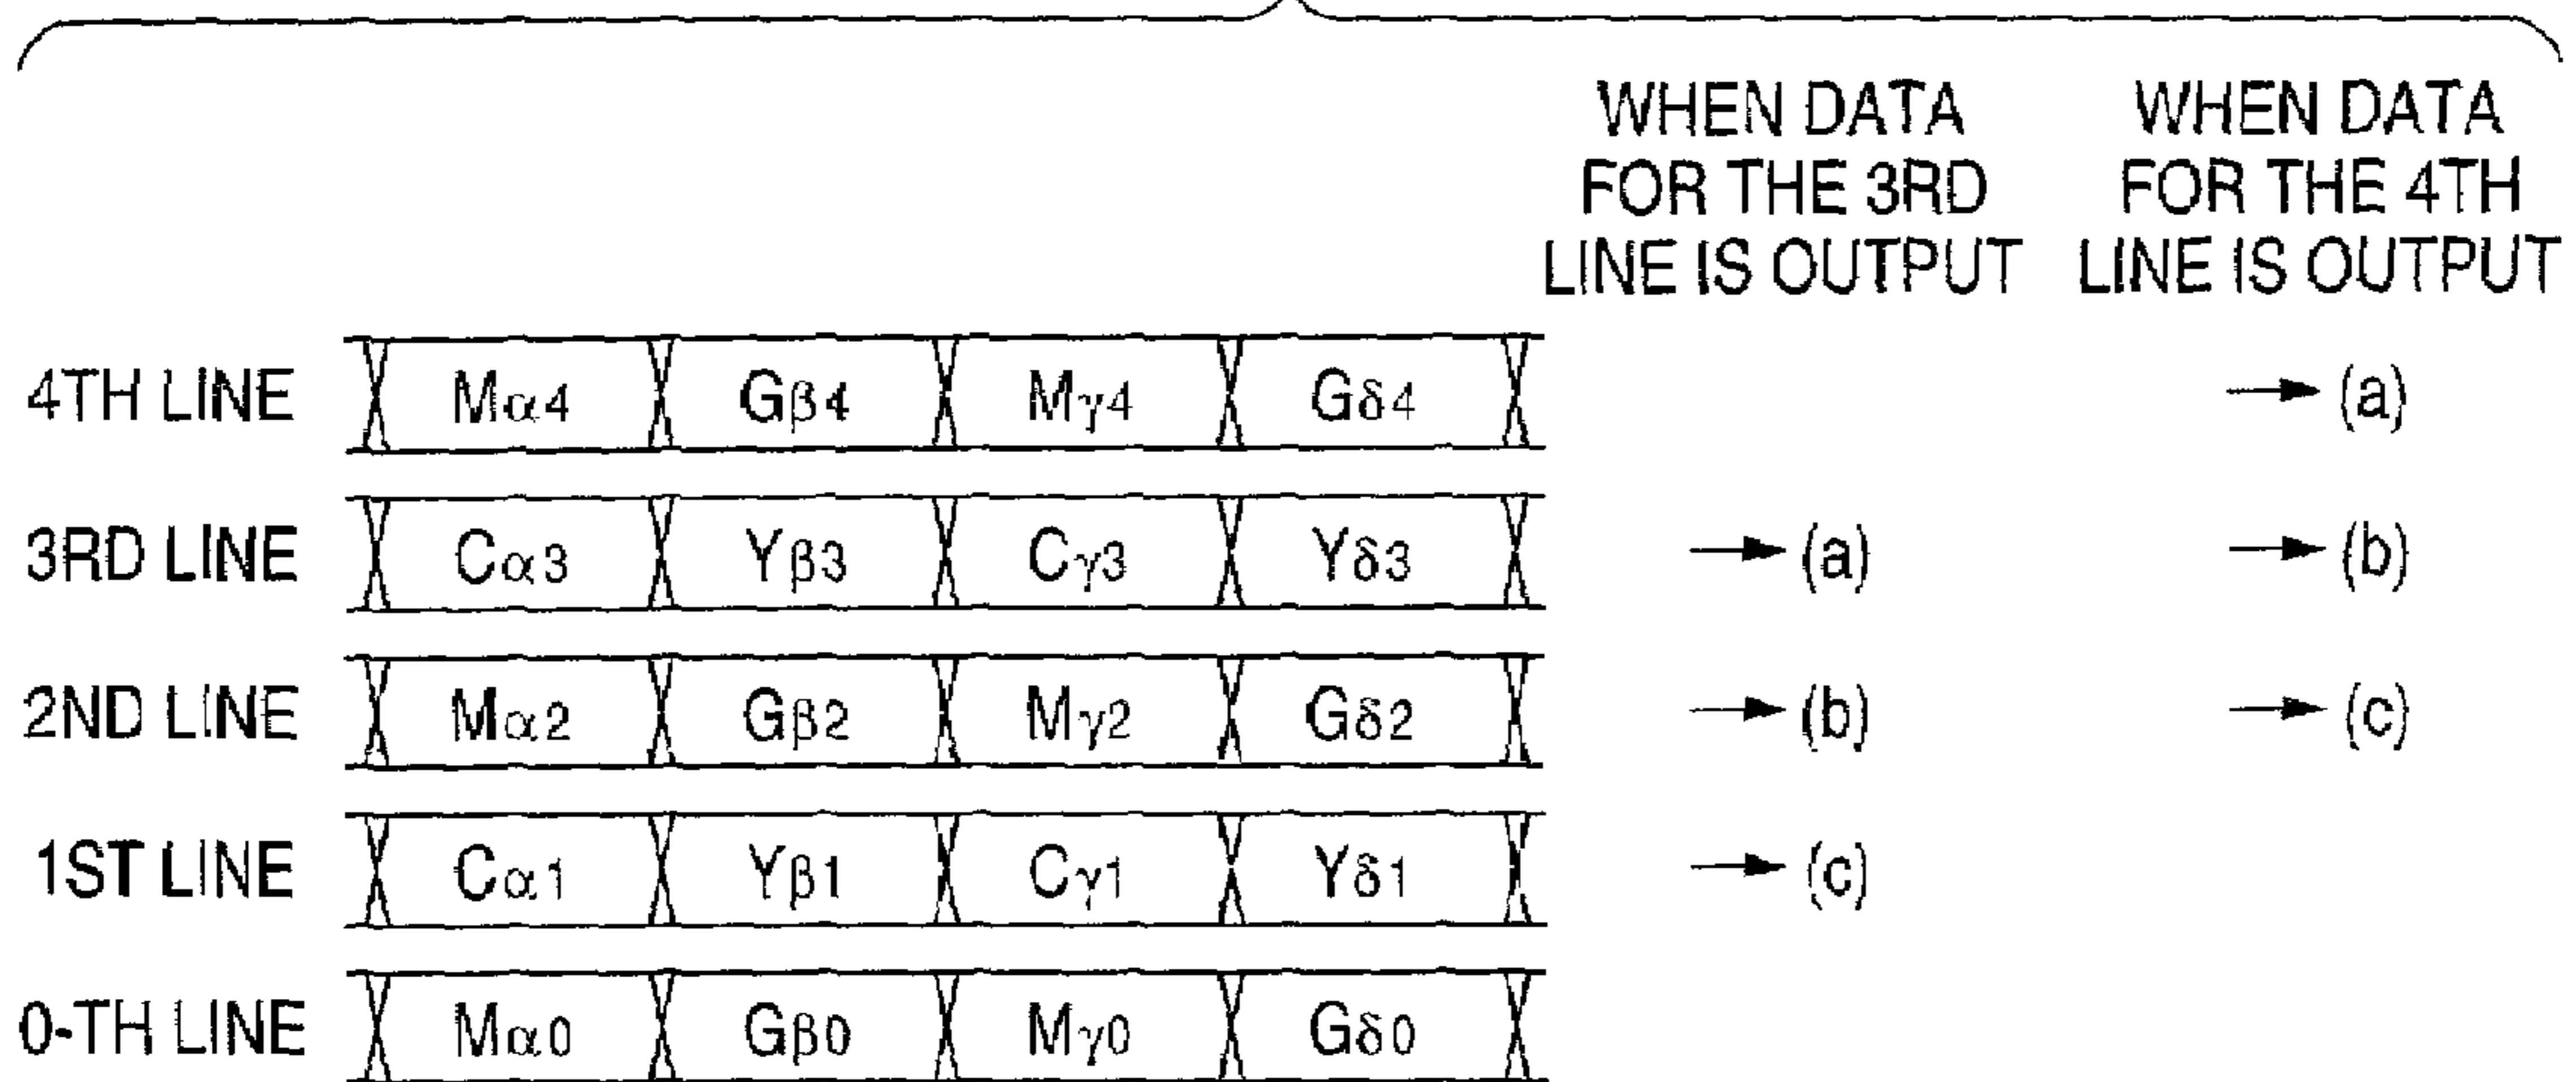 WHEN DATA FOR THE 3RD LINE IS OUTPUT
WHEN DATA FOR THE 4TH LINE IS OUTPUT
4TH LINE Mα4 Gβ4 Mγ4 Gδ4 → (a)
3RD LINE Cα3 Yβ3 Cγ3 Yδ3 → (a) → (b)
2ND LINE Mα2 Gβ2 Mγ2 Gδ2 → (b) → (c)
1ST LINE Cα1 Yβ1 Cγ1 Yδ1 → (c)
0-TH LINE Mα0 Gβ0 Mγ0 Gδ0